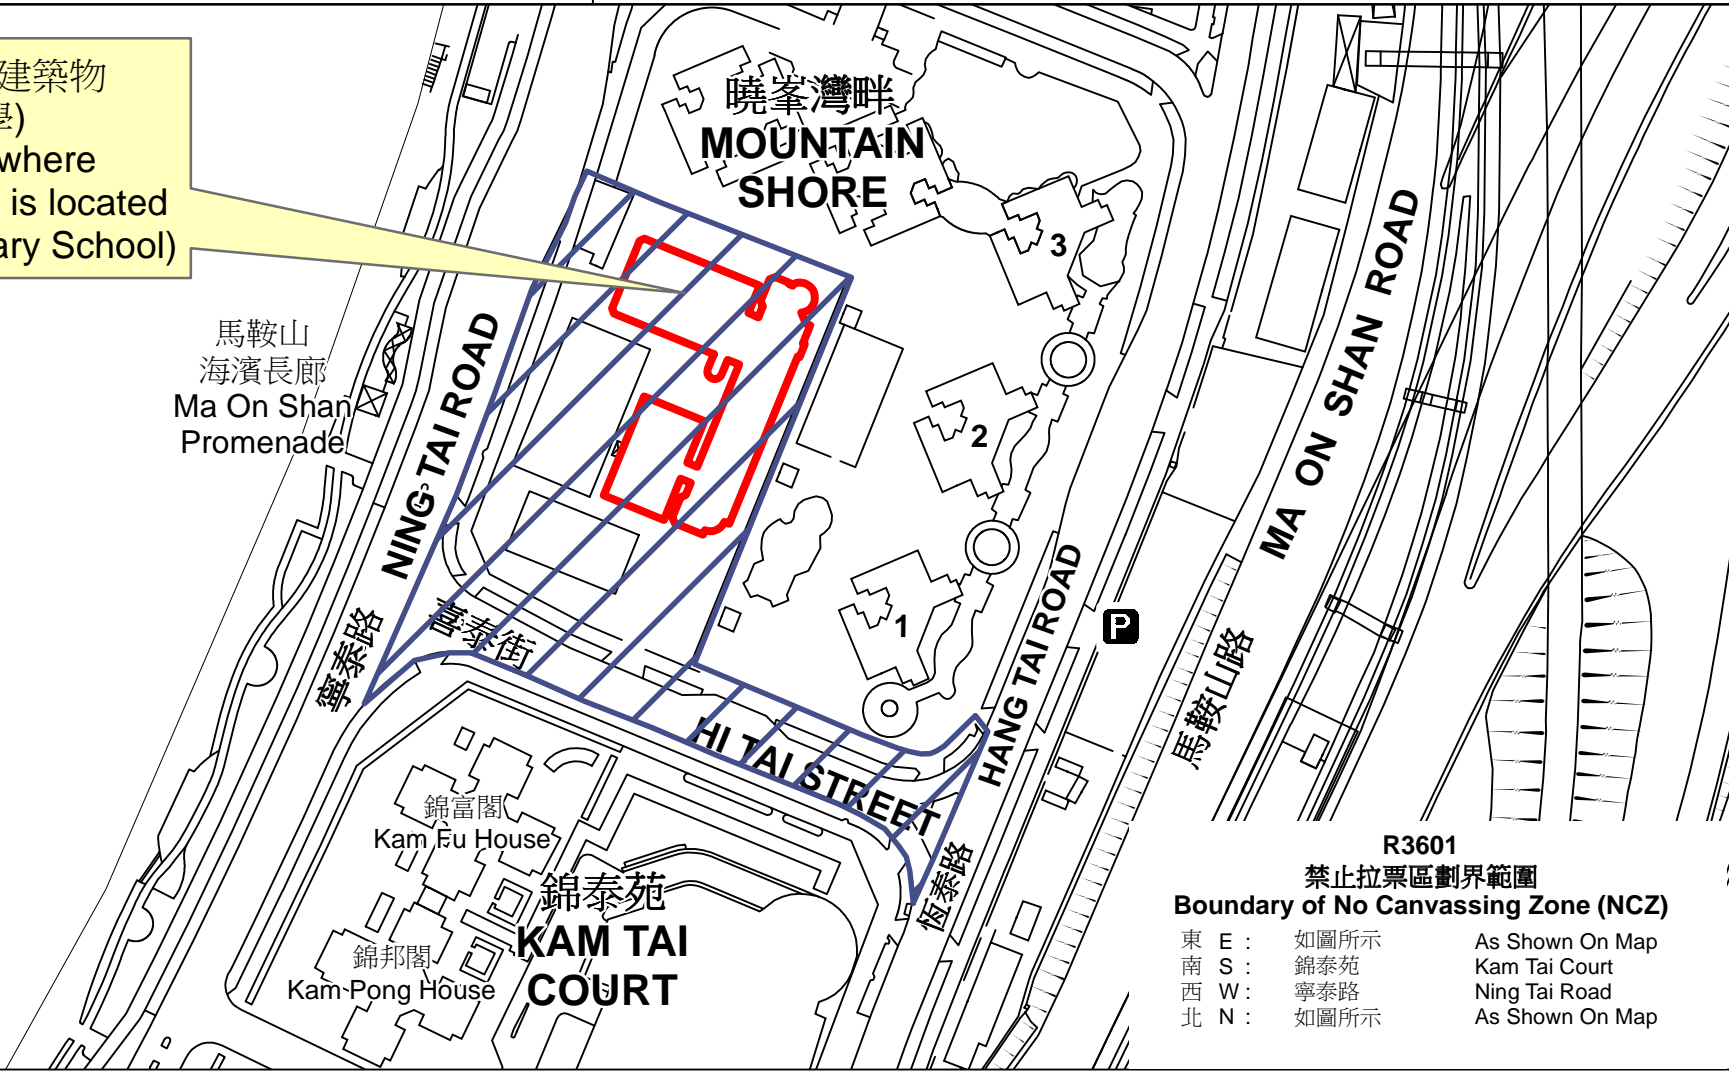 建築物
學)
where
is located
ary School)
曉峯灣畔
MOUNTAIN
SHORE
3
2
1
馬鞍山
海濱長廊
Ma On Shan
Promenade
NING TAI ROAD
寧泰路
喜泰街
HI TAI STREET
HANG TAI ROAD
恆泰路
MA ON SHAN ROAD
馬鞍山路
P
錦富閣
Kam Fu House
錦泰苑
KAM TAI
COURT
錦邦閣
Kam Pong House
R3601
禁止拉票區劃界範圍
Boundary of No Canvassing Zone (NCZ)
東 E : 如圖所示 As Shown On Map
南 S : 錦泰苑 Kam Tai Court
西 W : 寧泰路 Ning Tai Road
北 N : 如圖所示 As Shown On Map